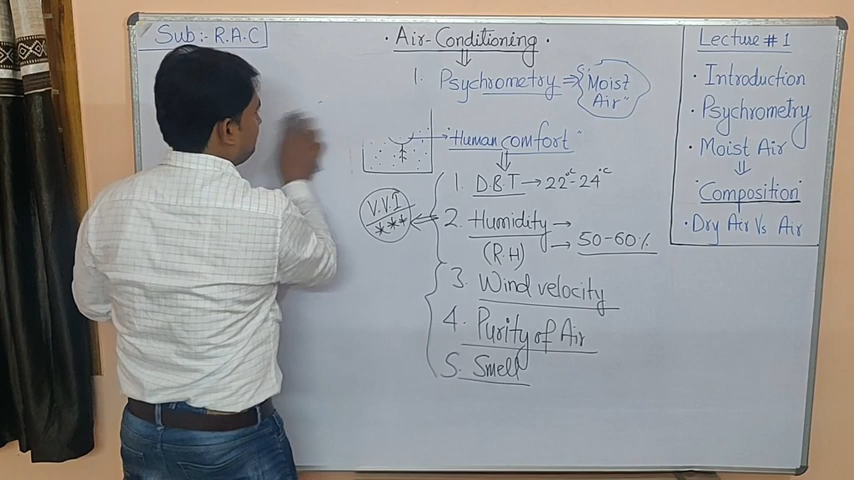 Sub:- R.A.C
· Air-Conditioning ·
1. Psychrometry ⇒ "Moist Air"
"Human comfort"
1. D.B.T → 22°C - 24°C
V.V.I
***
2. Humidity →
(R.H) → 50-60%
3. Wind velocity
4. Purity of Air
5. Smell
Lecture # 1
· Introduction
· Psychrometry
· Moist Air
"Composition"
· Dry Air Vs Air